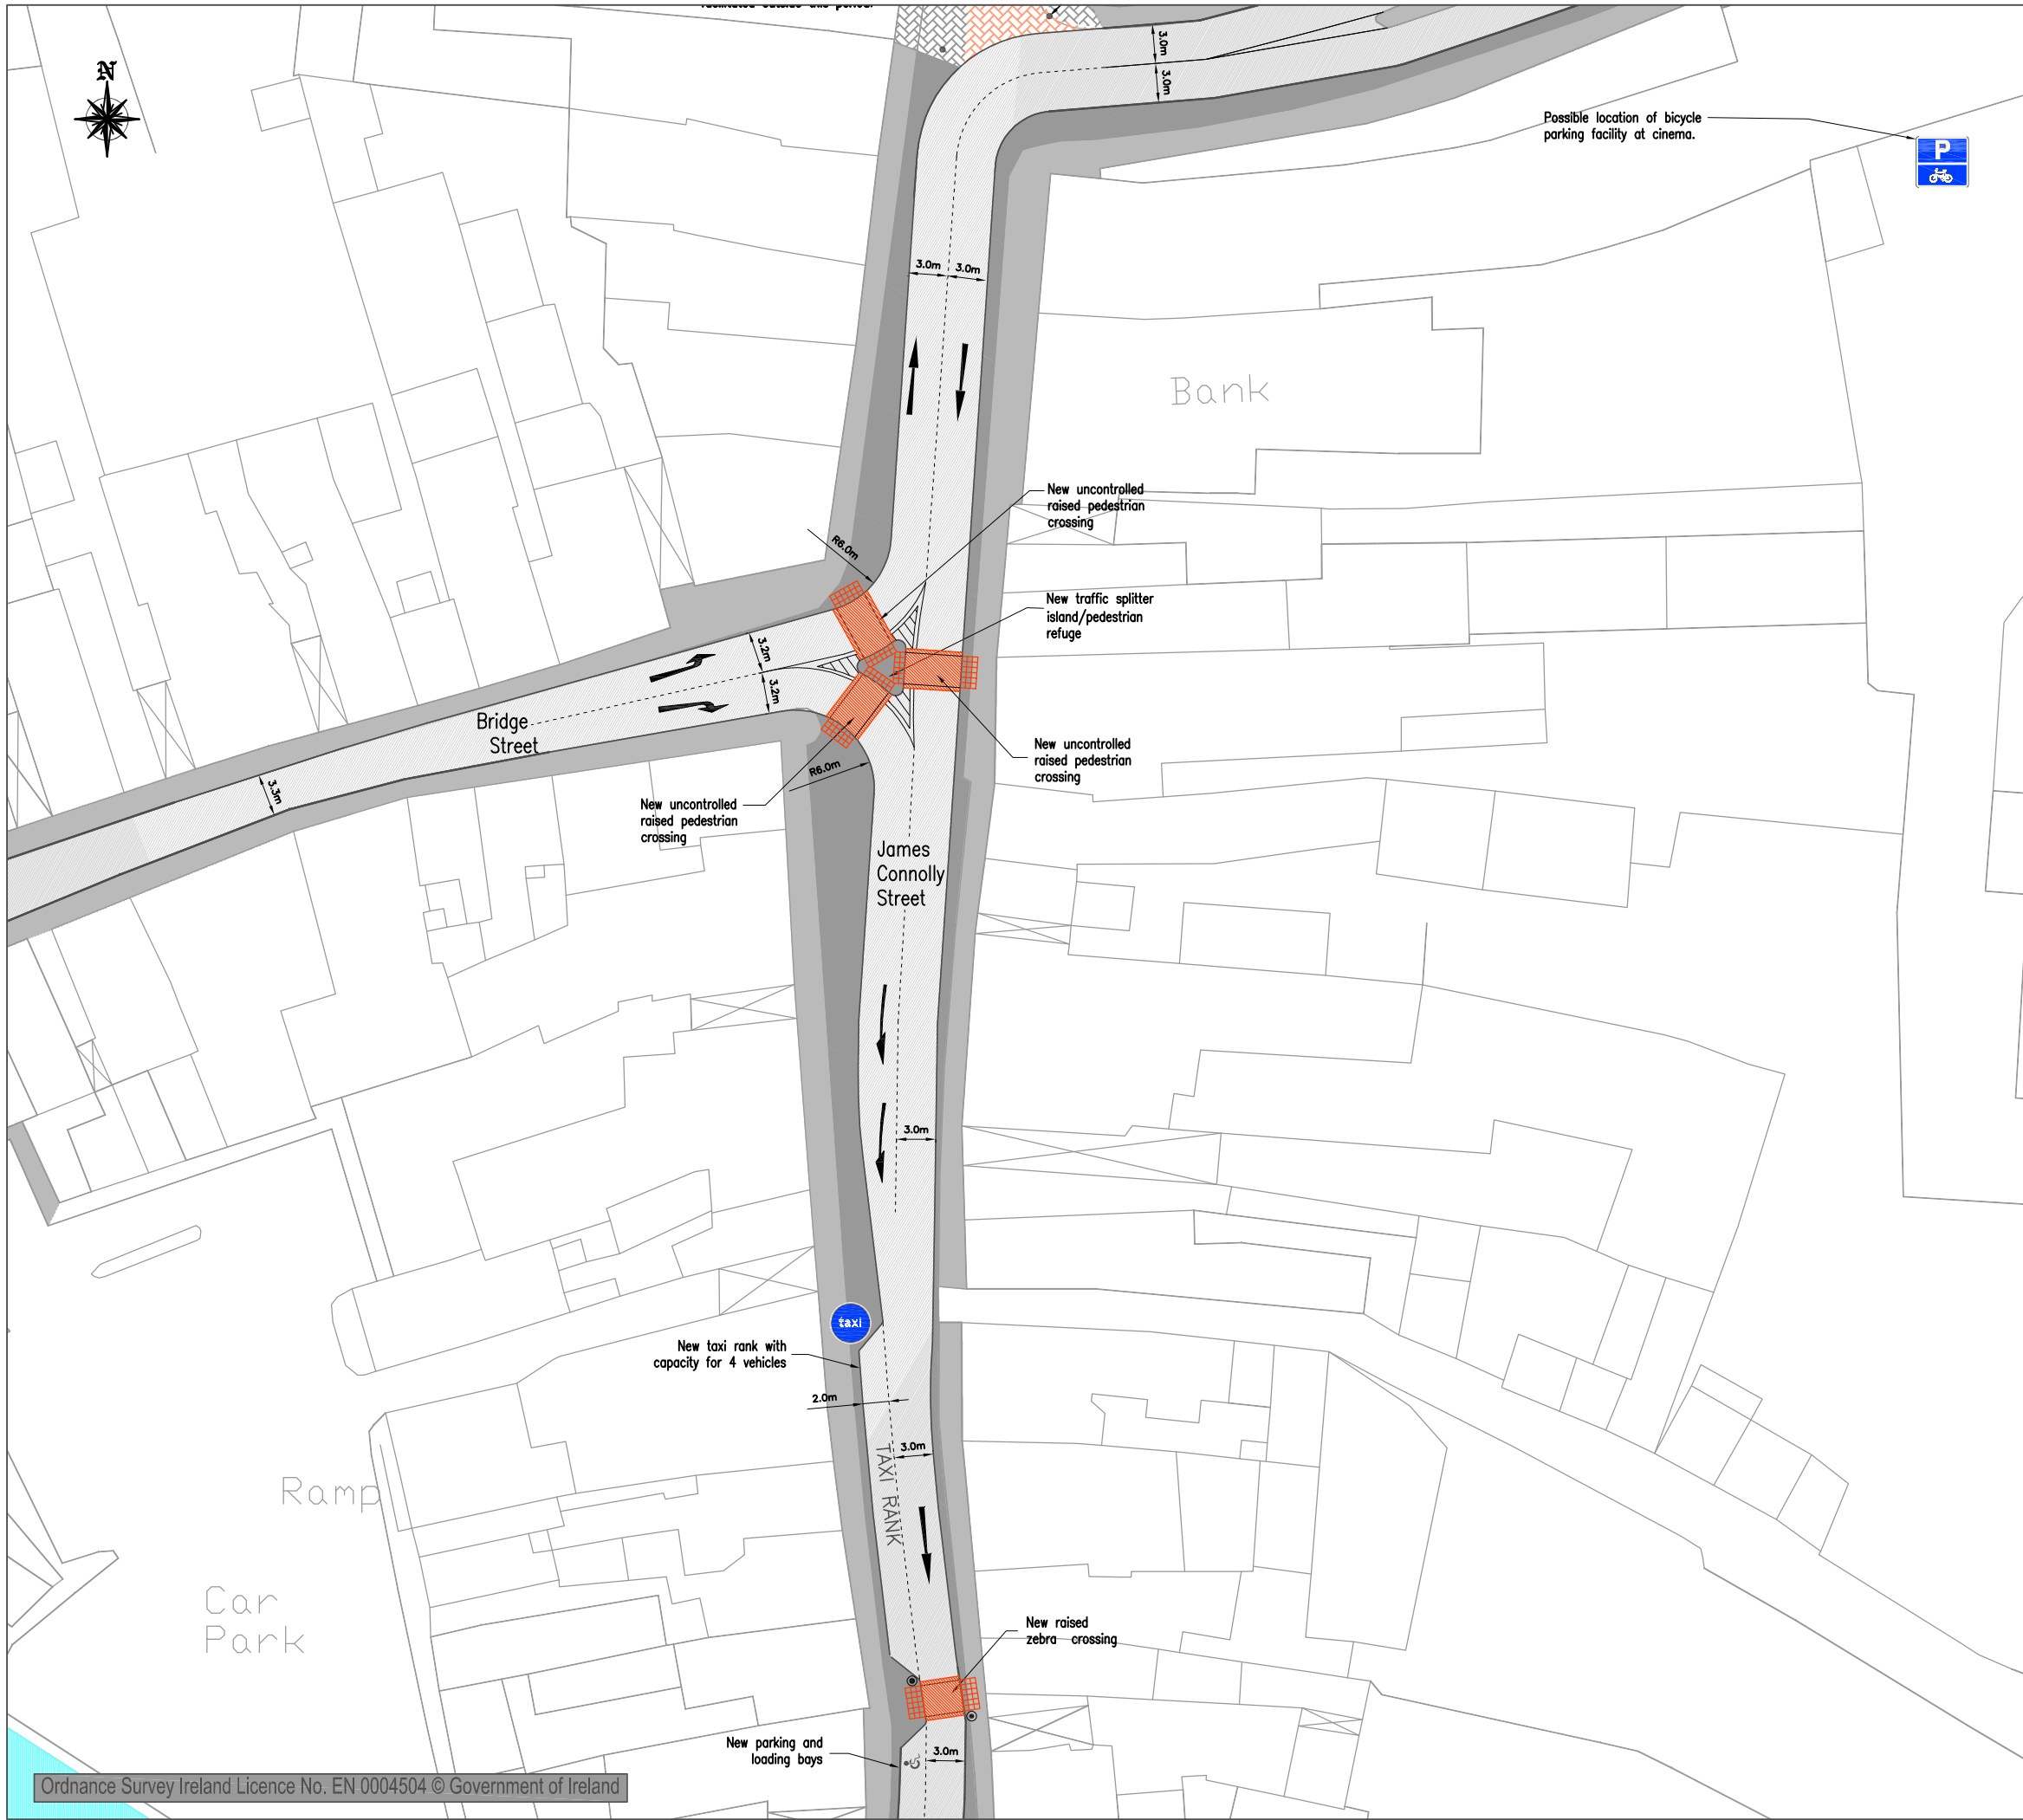 facilitated outside this period.
N
3.0m
3.0m
Possible location of bicycle
parking facility at cinema.
P
3.0m
3.0m
Bank
New uncontrolled
raised pedestrian
crossing
R6.0m
New traffic splitter
island/pedestrian
refuge
3.2m
3.2m
Bridge
Street
New uncontrolled
raised pedestrian
crossing
R6.0m
3.3m
New uncontrolled
raised pedestrian
crossing
James
Connolly
Street
3.0m
taxi
New taxi rank with
capacity for 4 vehicles
2.0m
3.0m
TAXI RANK
Ramp
Car
Park
New raised
zebra crossing
New parking and
loading bays
3.0m
Ordnance Survey Ireland Licence No. EN 0004504 © Government of Ireland